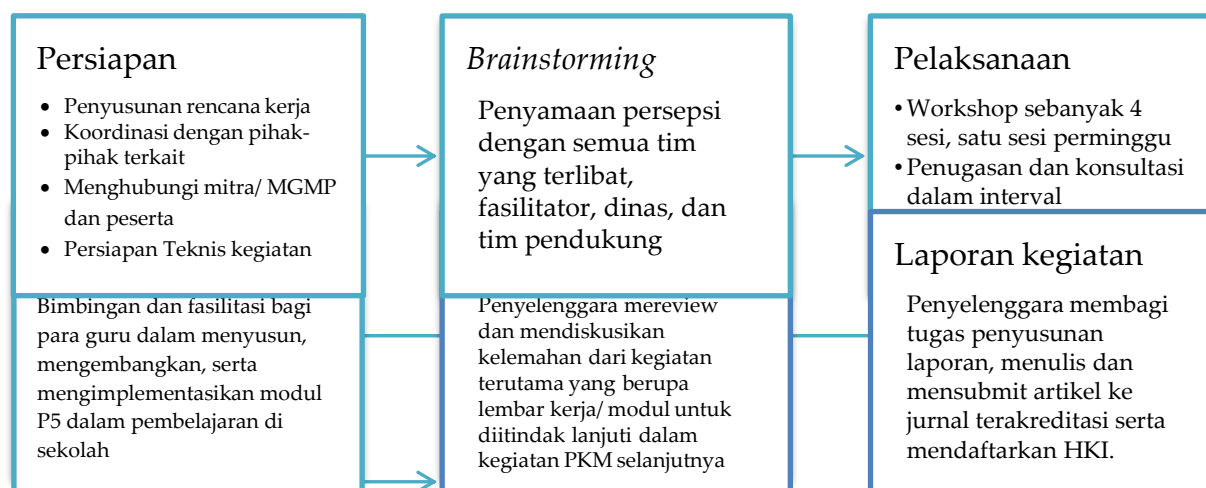 Persiapan
• Penyusunan rencana kerja
• Koordinasi dengan pihak-
pihak terkait
• Menghubungi mitra/ MGMP
dan peserta
• Persiapan Teknis kegiatan
Brainstorming
Penyamaan persepsi
dengan semua tim
yang terlibat,
fasilitator, dinas, dan
tim pendukung
Pelaksanaan
• Workshop sebanyak 4
sesi, satu sesi perminggu
• Penugasan dan konsultasi
dalam interval
Bimbingan dan fasilitasi bagi
para guru dalam menyusun,
mengembangkan, serta
mengimplementasikan modul
P5 dalam pembelajaran di
sekolah
Penyelenggara mereview
dan mendiskusikan
kelemahan dari kegiatan
terutama yang berupa
lembar kerja/ modul untuk
diitindak lanjuti dalam
kegiatan PKM selanjutnya
Laporan kegiatan
Penyelenggara membagi
tugas penyusunan
laporan, menulis dan
mensubmit artikel ke
jurnal terakreditasi serta
mendaftarkan HKI.